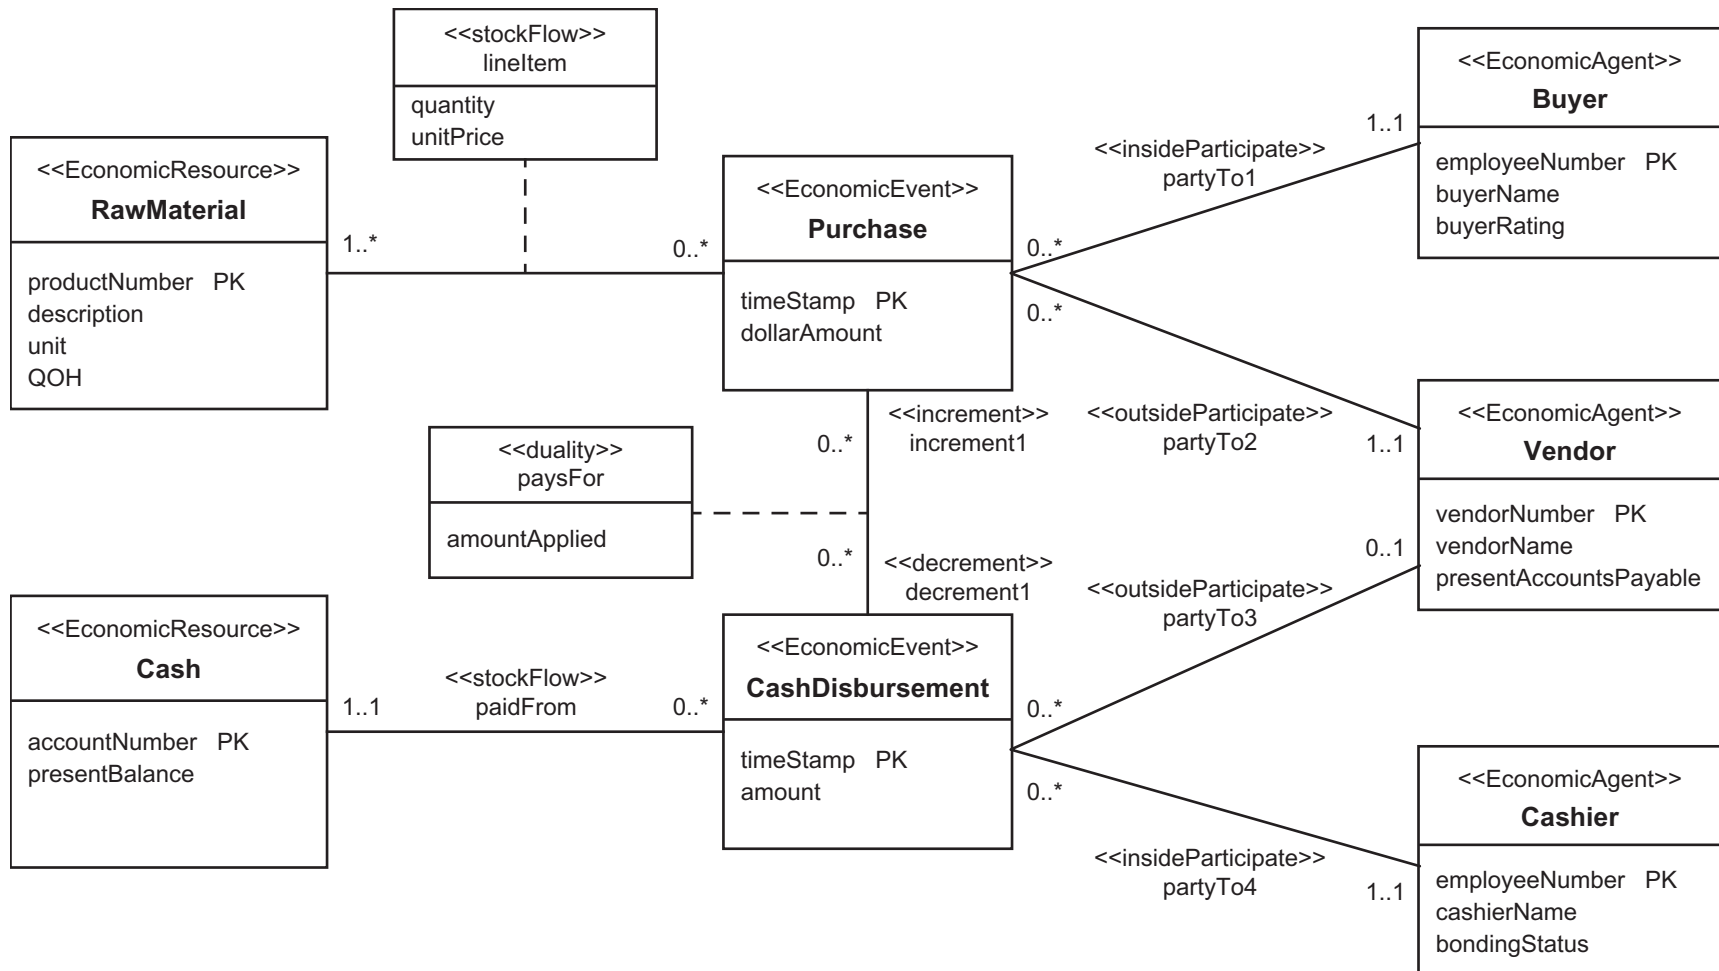 <<stockFlow>>
lineItem
quantity
unitPrice
<<EconomicResource>>
RawMaterial
productNumber PK
description
unit
QOH
1..*
0..*
<<EconomicEvent>>
Purchase
timeStamp PK
dollarAmount
<<insideParticipate>>
partyTo1
1..1
0..*
<<EconomicAgent>>
Buyer
employeeNumber PK
buyerName
buyerRating
0..*
<<outsideParticipate>>
partyTo2
1..1
<<increment>>
increment1
0..*
<<duality>>
paysFor
amountApplied
0..*
<<decrement>>
decrement1
<<EconomicAgent>>
Vendor
vendorNumber PK
vendorName
presentAccountsPayable
0..1
<<outsideParticipate>>
partyTo3
0..*
<<EconomicResource>>
Cash
accountNumber PK
presentBalance
1..1
<<stockFlow>>
paidFrom
0..*
<<EconomicEvent>>
CashDisbursement
timeStamp PK
amount
0..*
<<insideParticipate>>
partyTo4
1..1
<<EconomicAgent>>
Cashier
employeeNumber PK
cashierName
bondingStatus